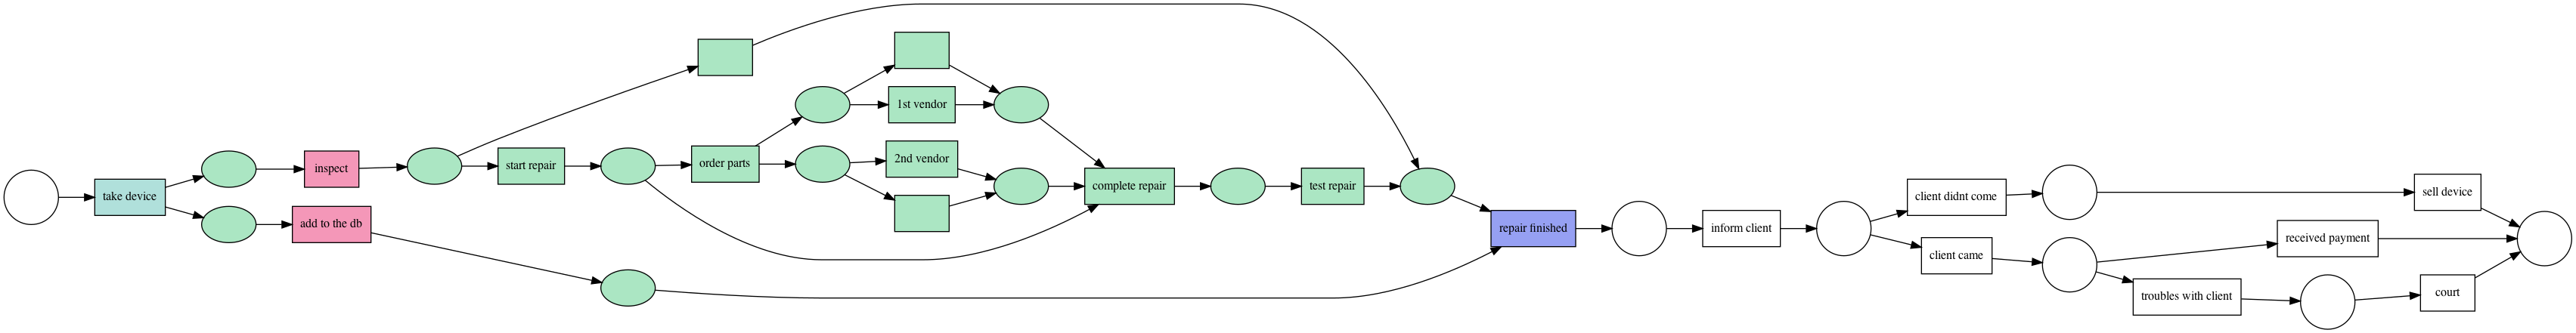 take device
inspect
add to the db
start repair
order parts
1st vendor
2nd vendor
complete repair
test repair
repair finished
inform client
client didnt come
client came
sell device
received payment
troubles with client
court